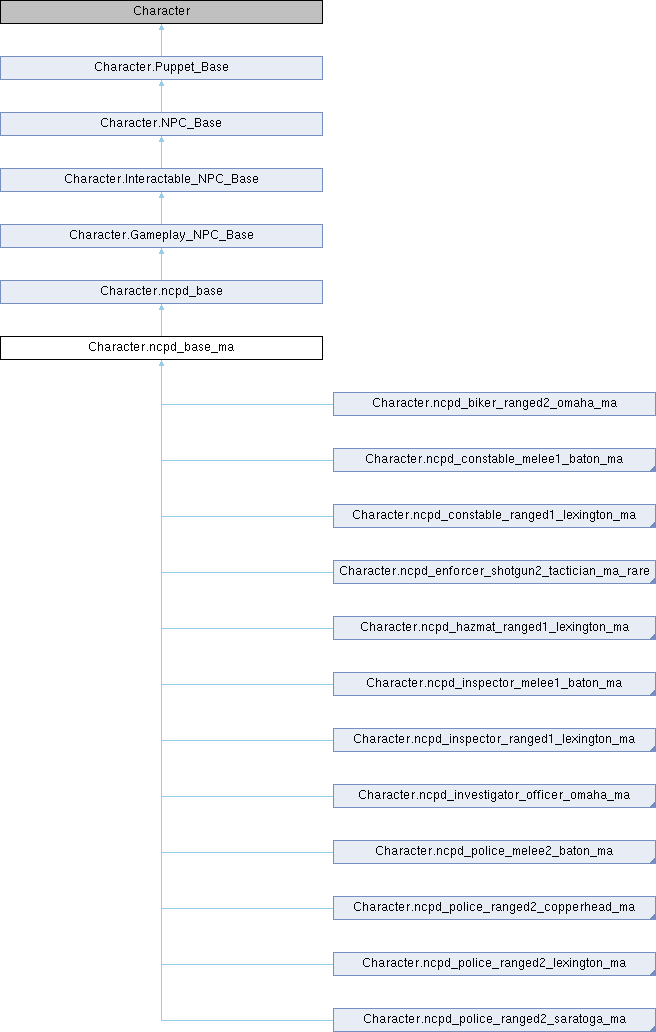 Character
Character.Puppet_Base
Character.NPC_Base
Character.Interactable_NPC_Base
Character.Gameplay_NPC_Base
Character.ncpd_base
Character.ncpd_base_ma
Character.ncpd_biker_ranged2_omaha_ma
Character.ncpd_constable_melee1_baton_ma
Character.ncpd_constable_ranged1_lexington_ma
Character.ncpd_enforcer_shotgun2_tactician_ma_rare
Character.ncpd_hazmat_ranged1_lexington_ma
Character.ncpd_inspector_melee1_baton_ma
Character.ncpd_inspector_ranged1_lexington_ma
Character.ncpd_investigator_officer_omaha_ma
Character.ncpd_police_melee2_baton_ma
Character.ncpd_police_ranged2_copperhead_ma
Character.ncpd_police_ranged2_lexington_ma
Character.ncpd_police_ranged2_saratoga_ma